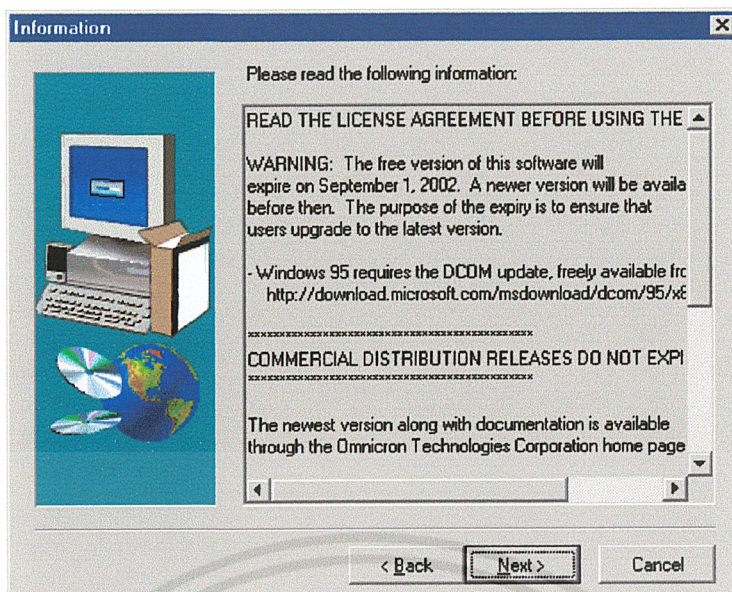 Information
Please read the following information:
READ THE LICENSE AGREEMENT BEFORE USING THE
WARNING: The free version of this software will
expire on September 1, 2002. A newer version will be availa
before then. The purpose of the expiry is to ensure that
users upgrade to the latest version.
- Windows 95 requires the DCOM update, freely available frc
http://download.microsoft.com/msdownload/dcom/95/x8
xxxxxxxxxxxxxxxxxxxxxxxxxxxxxxxxxxxxxxxxx
COMMERCIAL DISTRIBUTION RELEASES DO NOT EXPI
xxxxxxxxxxxxxxxxxxxxxxxxxxxxxxxxxxxxxxxxx
The newest version along with documentation is available
through the Omnicron Technologies Corporation home page
< Back
Next >
Cancel